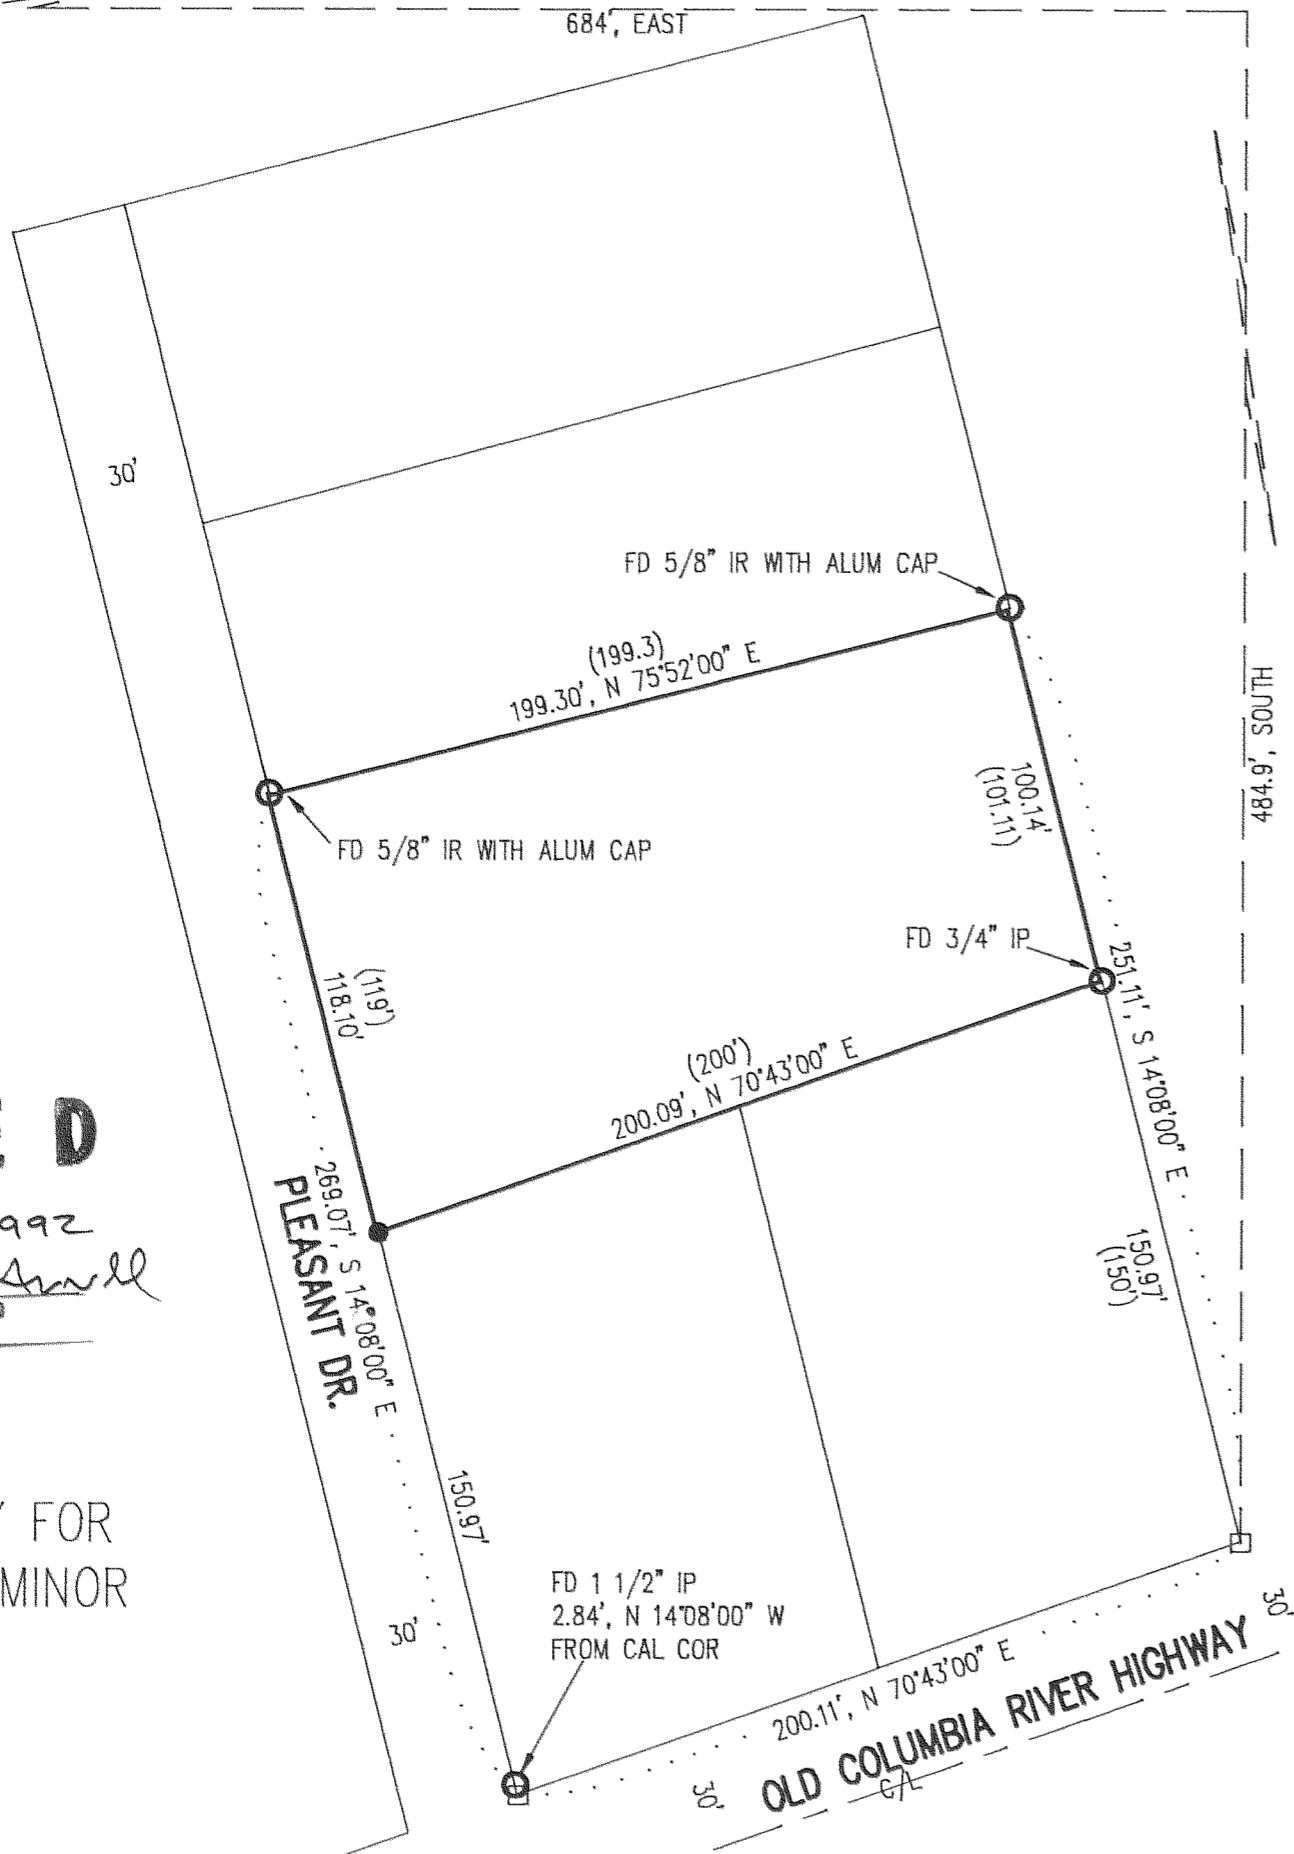 684', EAST
30'
FD 5/8" IR WITH ALUM CAP
(199.3)
199.30', N 75°52'00" E
484.9', SOUTH
100.14'
(101.11)
FD 5/8" IR WITH ALUM CAP
FD 3/4" IP
(119')
118.10'
251.11', S 14°08'00" E
(200')
200.09', N 70°43'00" E
D
992
269.07', S 14°08'00" E
PLEASANT DR.
150.97'
(150')
150.97'
FOR
MINOR
FD 1 1/2" IP
2.84', N 14°08'00" W
FROM CAL COR
30'
30'
200.11', N 70°43'00" E
OLD COLUMBIA RIVER HIGHWAY
30'
C/L